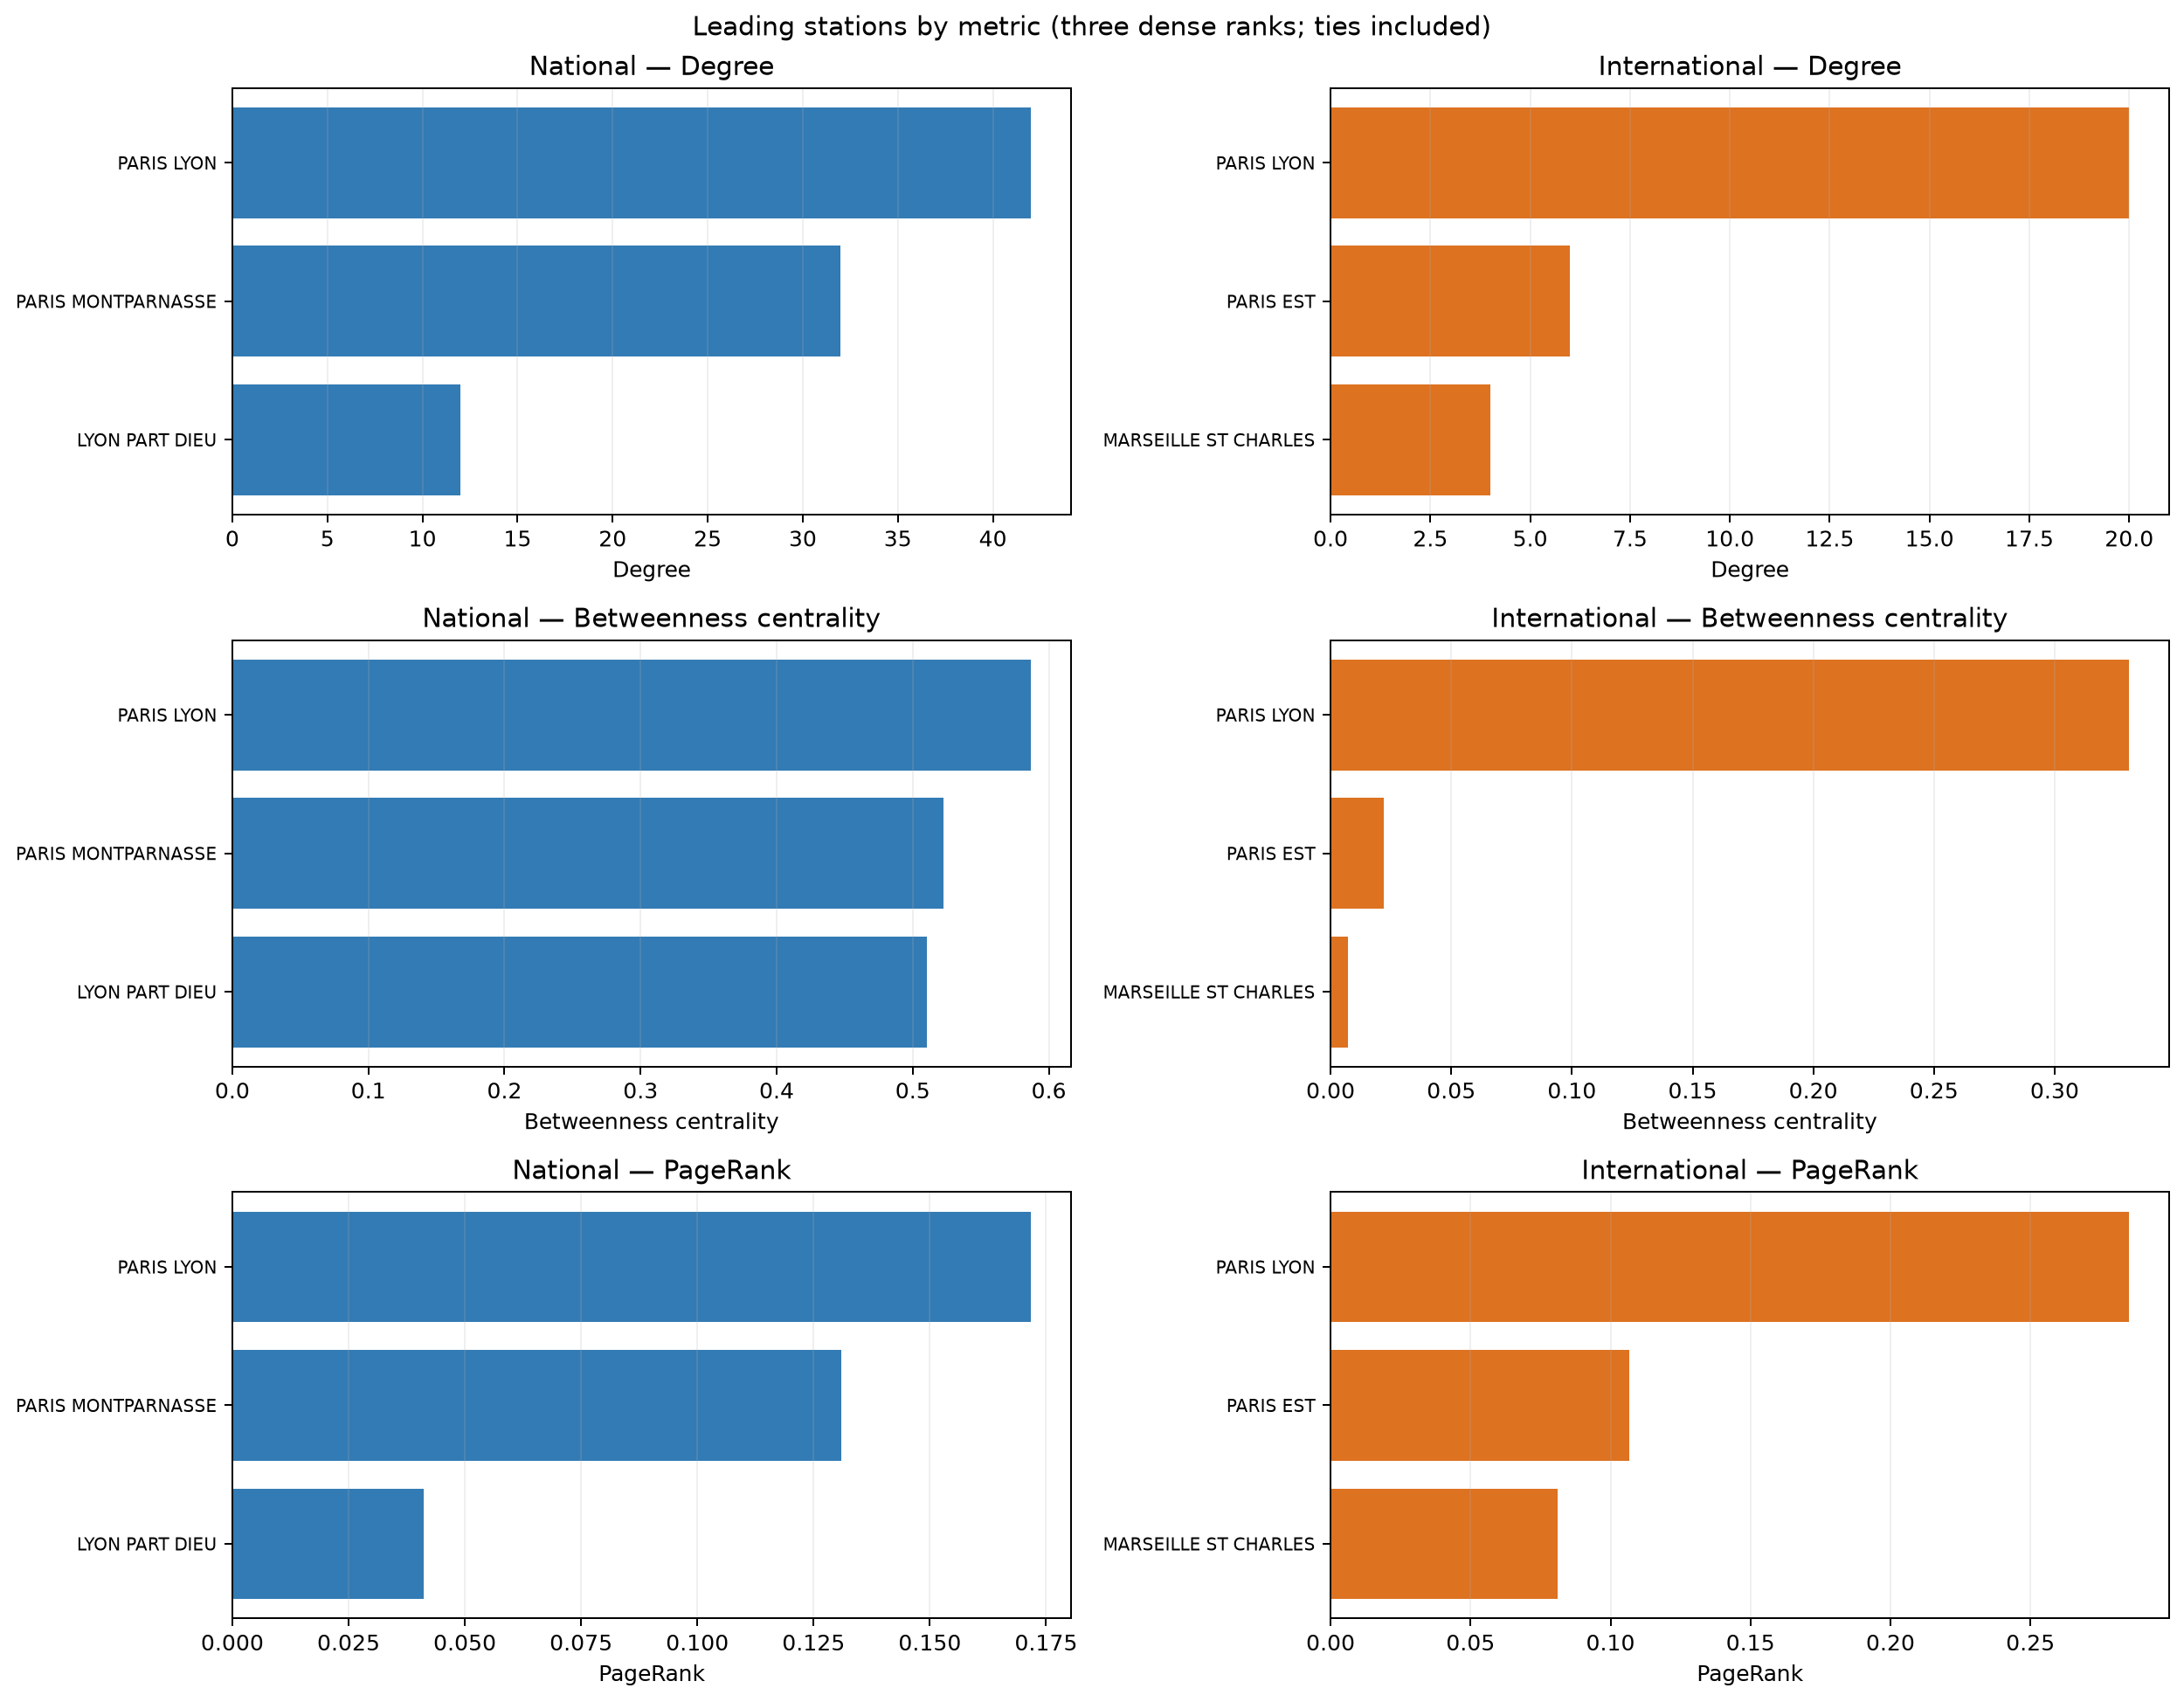 Leading stations by metric (three dense ranks; ties included)
National — Degree
PARIS LYON
PARIS MONTPARNASSE
LYON PART DIEU
0 5 10 15 20 25 30 35 40
Degree
International — Degree
PARIS LYON
PARIS EST
MARSEILLE ST CHARLES
0.0 2.5 5.0 7.5 10.0 12.5 15.0 17.5 20.0
Degree
National — Betweenness centrality
PARIS LYON
PARIS MONTPARNASSE
LYON PART DIEU
0.0 0.1 0.2 0.3 0.4 0.5 0.6
Betweenness centrality
International — Betweenness centrality
PARIS LYON
PARIS EST
MARSEILLE ST CHARLES
0.00 0.05 0.10 0.15 0.20 0.25 0.30
Betweenness centrality
National — PageRank
PARIS LYON
PARIS MONTPARNASSE
LYON PART DIEU
0.000 0.025 0.050 0.075 0.100 0.125 0.150 0.175
PageRank
International — PageRank
PARIS LYON
PARIS EST
MARSEILLE ST CHARLES
0.00 0.05 0.10 0.15 0.20 0.25
PageRank